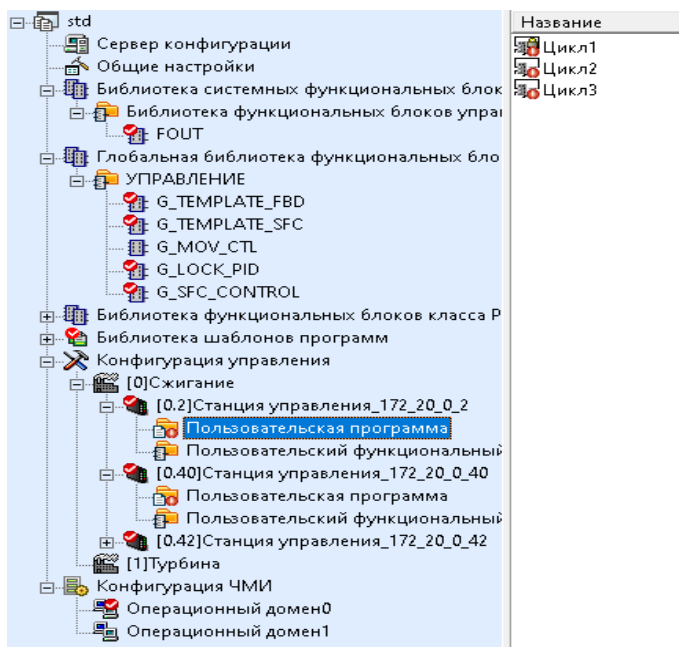 std
Сервер конфигурации
Общие настройки
Библиотека системных функциональных блок
Библиотека функциональных блоков упра
FOUT
Глобальная библиотека функциональных бло
УПРАВЛЕНИЕ
G_TEMPLATE_FBD
G_TEMPLATE_SFC
G_MOV_CTL
G_LOCK_PID
G_SFC_CONTROL
Библиотека функциональных блоков класса Р
Библиотека шаблонов программ
Конфигурация управления
[0]Сжигание
[0.2]Станция управления_172_20_0_2
Пользовательская программа
Пользовательский функциональный
[0.40]Станция управления_172_20_0_40
Пользовательская программа
Пользовательский функциональный
[0.42]Станция управления_172_20_0_42
[1]Турбина
Конфигурация ЧМИ
Операционный домен0
Операционный домен1
Название
Цикл1
Цикл2
Цикл3